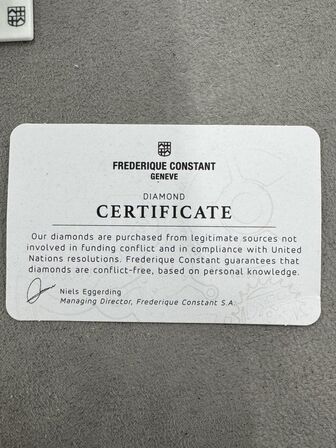 FREDERIQUE CONSTANT
GENEVE
DIAMOND
CERTIFICATE
Our diamonds are purchased from legitimate sources not
involved in funding conflict and in compliance with United
Nations resolutions. Frederique Constant guarantees that
diamonds are conflict-free, based on personal knowledge.
Niels Eggerding
Managing Director, Frederique Constant S.A.